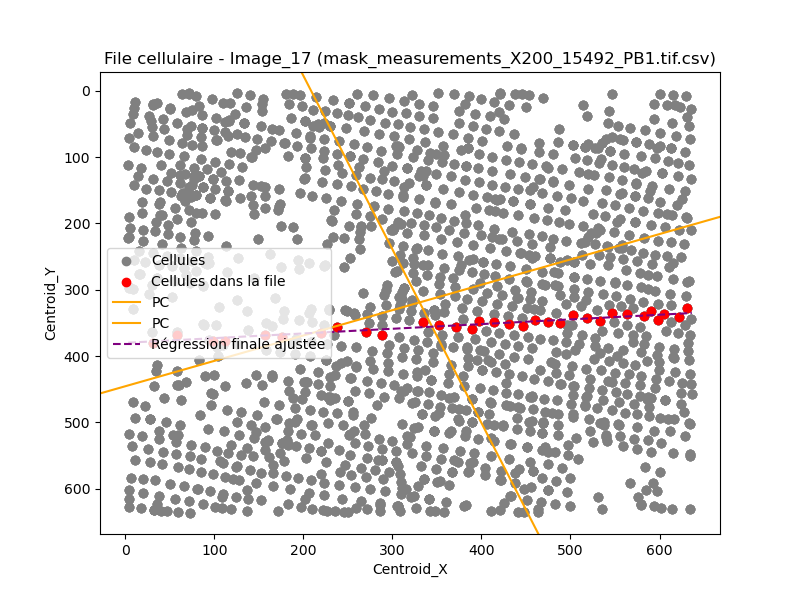 File cellulaire - Image_17 (mask_measurements_X200_15492_PB1.tif.csv)
Centroid_Y
0
100
200
300
400
500
600
Cellules
Cellules dans la file
PC
PC
Régression finale ajustée
0
100
200
300
400
500
600
Centroid_X